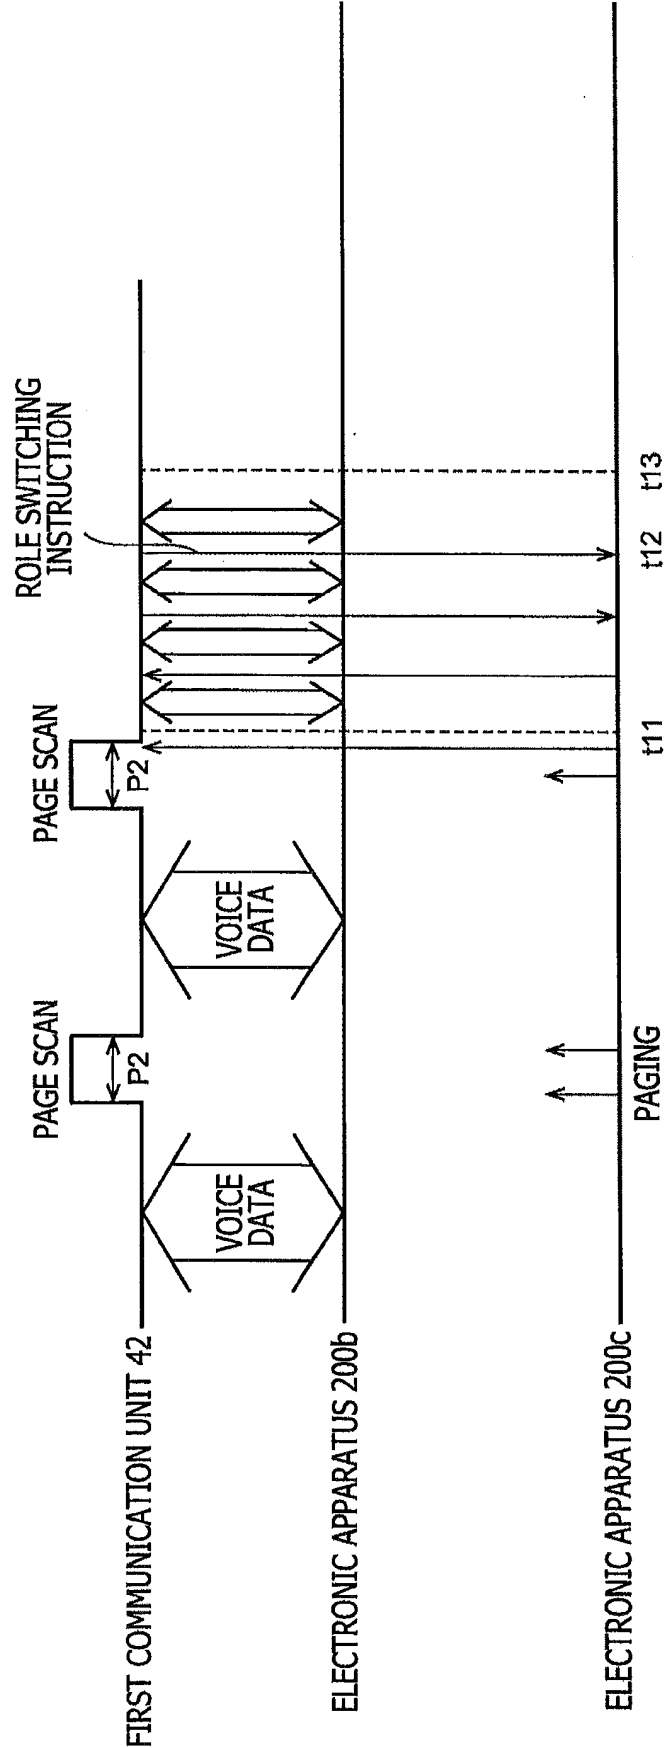 ROLE SWITCHING
INSTRUCTION
PAGE SCAN
PAGE SCAN
P2
P2
FIRST COMMUNICATION UNIT 42
VOICE
DATA
VOICE
DATA
ELECTRONIC APPARATUS 200b
ELECTRONIC APPARATUS 200c
PAGING
t11
t12
t13